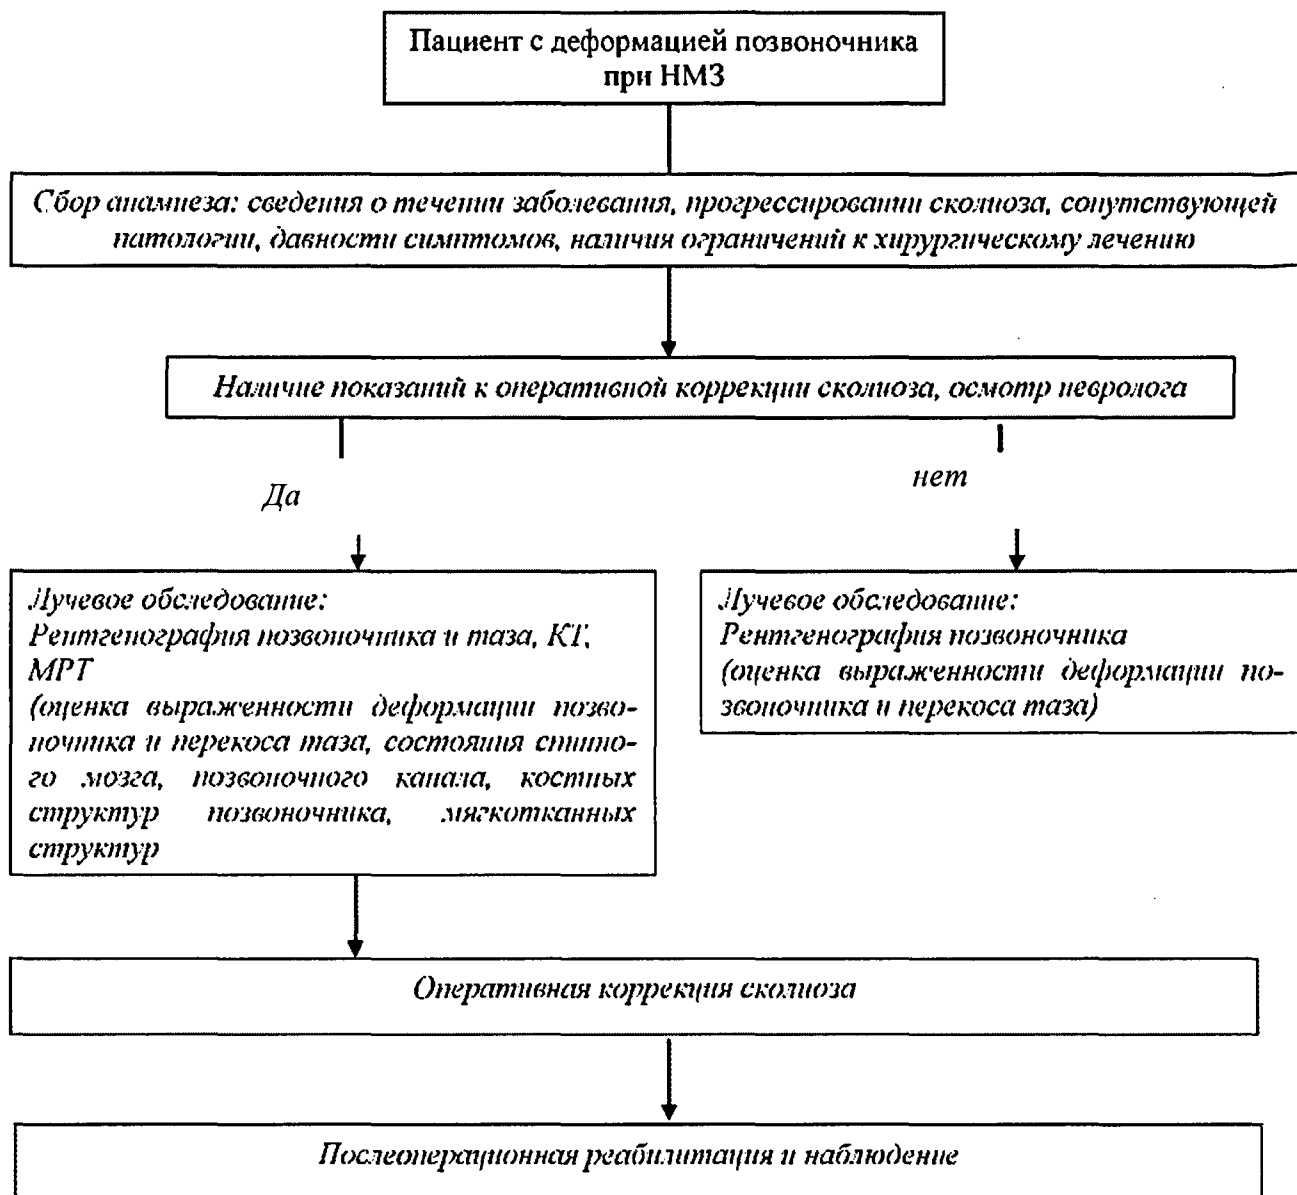 Пациент с деформацией позвоночника
при НМЗ
Сбор анамнеза: сведения о течении заболевания, прогрессировании сколиоза, сопутствующей
патологии, давности симптомов, наличия ограничений к хирургическому лечению
Наличие показаний к оперативной коррекции сколиоза, осмотр невролога
Да
нет
Лучевое обследование:
Рентгенография позвоночника и таза, КТ,
МРТ
(оценка выраженности деформации позво-
ночника и перекоса таза, состояния спинно-
го мозга, позвоночного канала, костных
структур позвоночника, мягкотканных
структур
Лучевое обследование:
Рентгенография позвоночника
(оценка выраженности деформации по-
звоночника и перекоса таза)
Оперативная коррекция сколиоза
Послеоперационная реабилитация и наблюдение